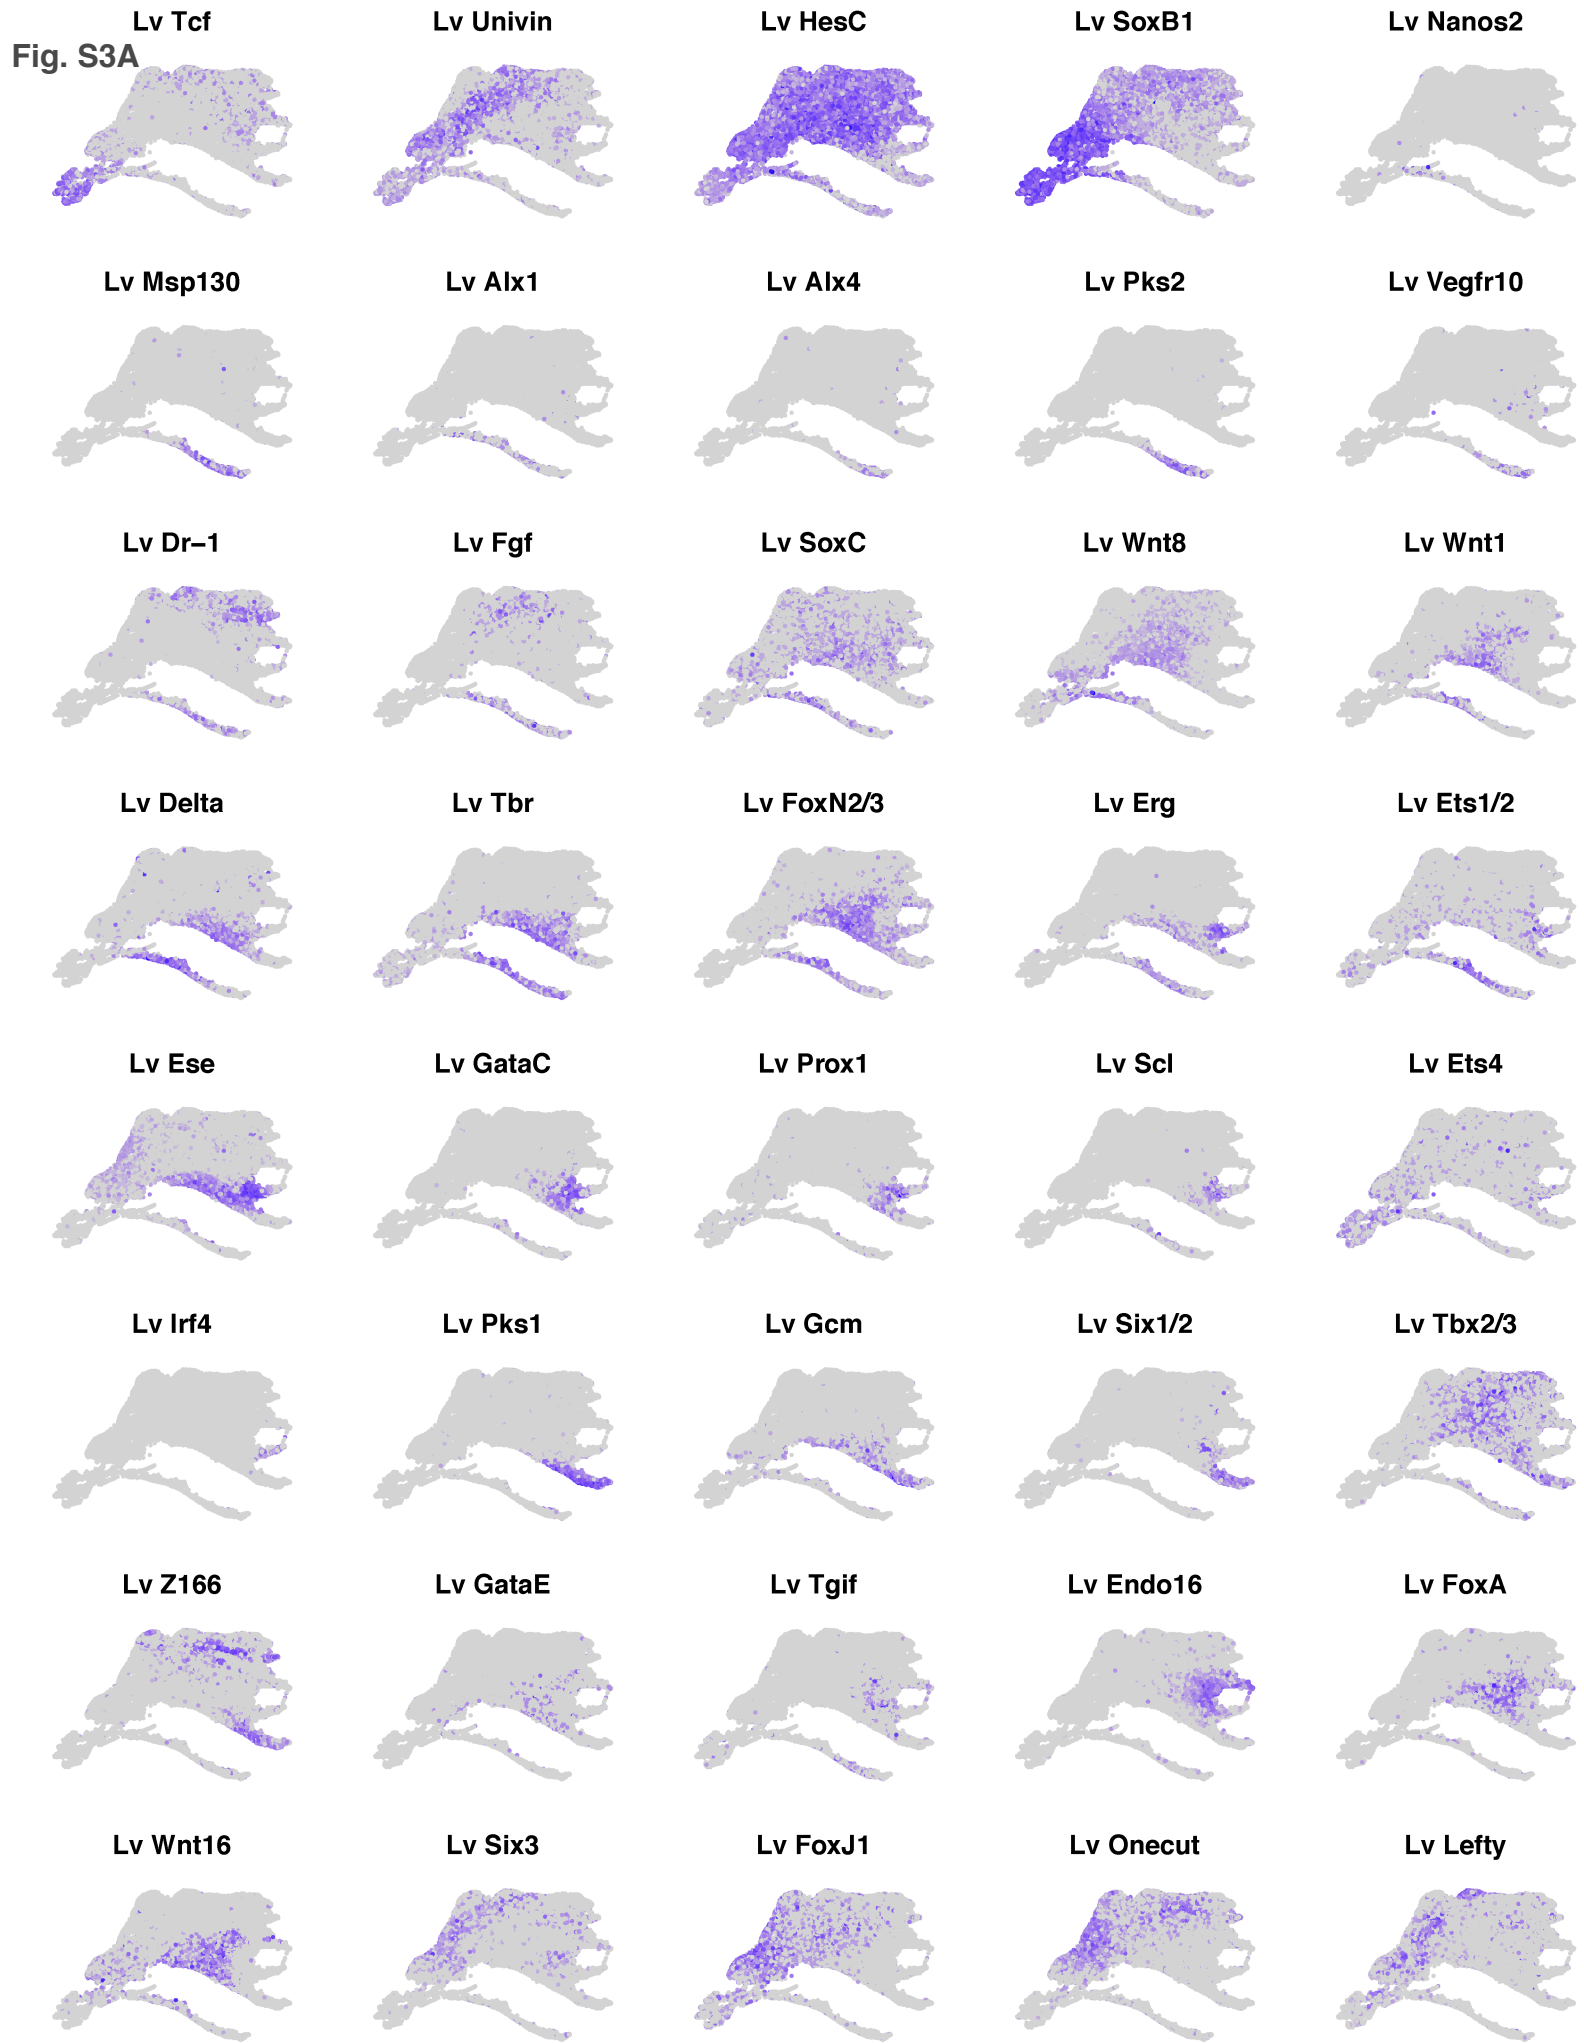 Lv Tcf Lv Univin Lv HesC Lv SoxB1 Lv Nanos2
Fig. S3A
Lv Msp130 Lv Alx1 Lv Alx4 Lv Pks2 Lv Vegfr10
Lv Dr−1 Lv Fgf Lv SoxC Lv Wnt8 Lv Wnt1
Lv Delta Lv Tbr Lv FoxN2/3 Lv Erg Lv Ets1/2
Lv Ese Lv GataC Lv Prox1 Lv Scl Lv Ets4
Lv Irf4 Lv Pks1 Lv Gcm Lv Six1/2 Lv Tbx2/3
Lv Z166 Lv GataE Lv Tgif Lv Endo16 Lv FoxA
Lv Wnt16 Lv Six3 Lv FoxJ1 Lv Onecut Lv Lefty